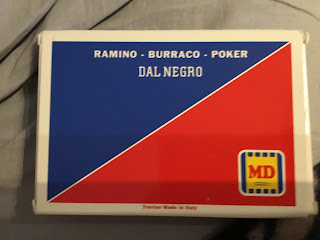 RAMINO - BURRACO - POKER
DAL NEGRO
MD
Treviso Made in Italy